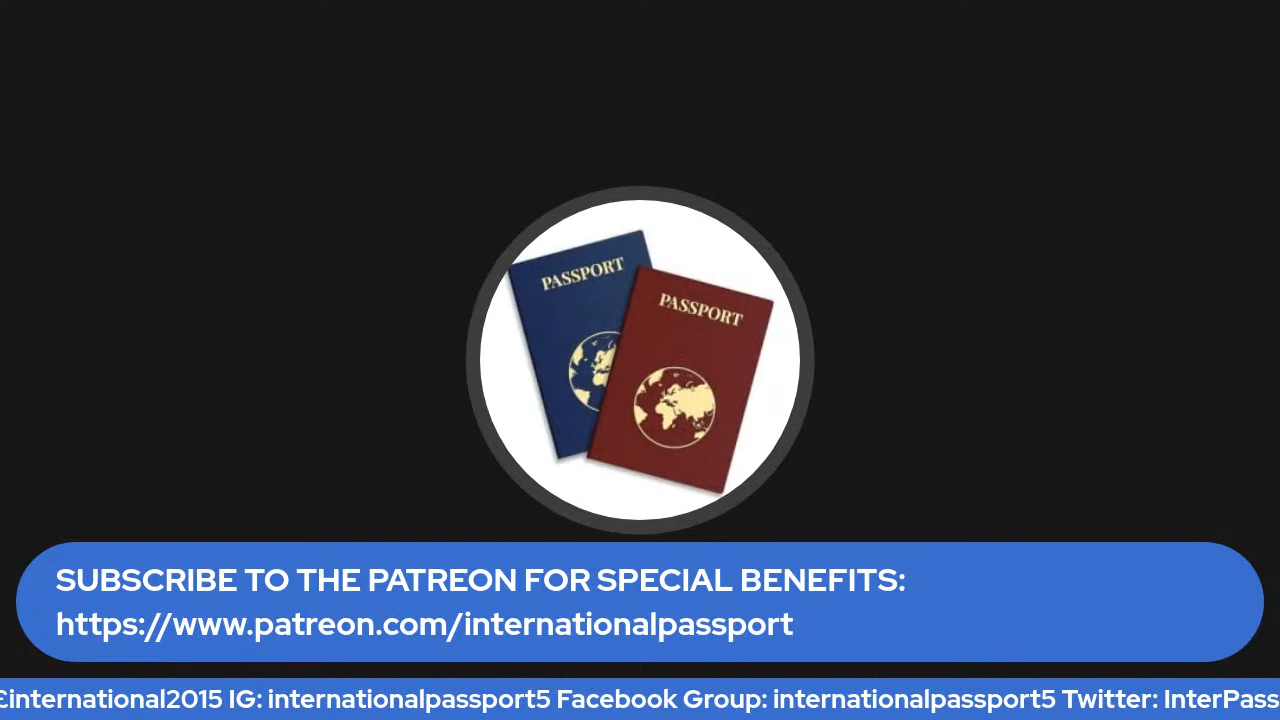 PASSPORT
PASSPORT
SUBSCRIBE TO THE PATREON FOR SPECIAL BENEFITS:
https://www.patreon.com/internationalpassport
£international2015 IG: internationalpassport5 Facebook Group: internationalpassport5 Twitter: InterPass